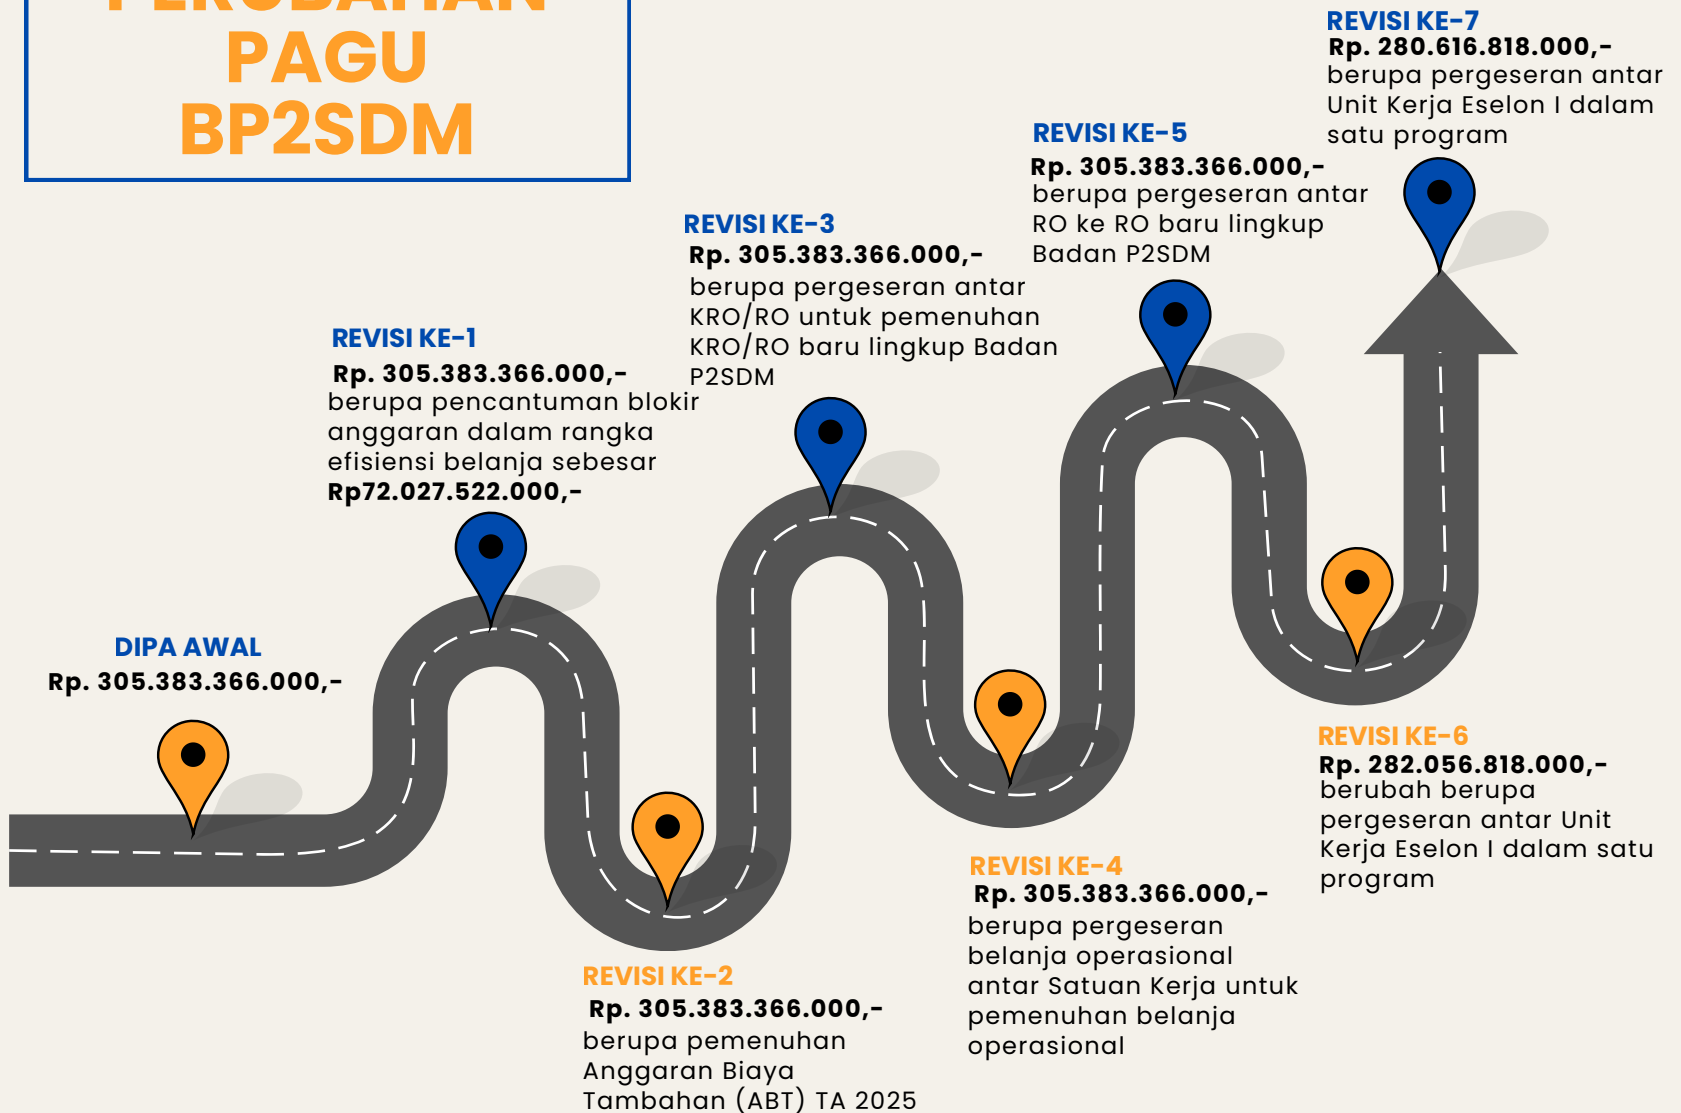 PERUBAHAN
PAGU
BP2SDM
DIPA AWAL
Rp. 305.383.366.000,-
REVISI KE-1
Rp. 305.383.366.000,-
berupa pencantuman blokir
anggaran dalam rangka
efisiensi belanja sebesar
Rp72.027.522.000,-
REVISI KE-2
Rp. 305.383.366.000,-
berupa pemenuhan
Anggaran Biaya
Tambahan (ABT) TA 2025
REVISI KE-3
Rp. 305.383.366.000,-
berupa pergeseran antar
KRO/RO untuk pemenuhan
KRO/RO baru lingkup Badan
P2SDM
REVISI KE-4
Rp. 305.383.366.000,-
berupa pergeseran
belanja operasional
antar Satuan Kerja untuk
pemenuhan belanja
operasional
REVISI KE-5
Rp. 305.383.366.000,-
berupa pergeseran antar
RO ke RO baru lingkup
Badan P2SDM
REVISI KE-6
Rp. 282.056.818.000,-
berubah berupa
pergeseran antar Unit
Kerja Eselon I dalam satu
program
REVISI KE-7
Rp. 280.616.818.000,-
berupa pergeseran antar
Unit Kerja Eselon I dalam
satu program